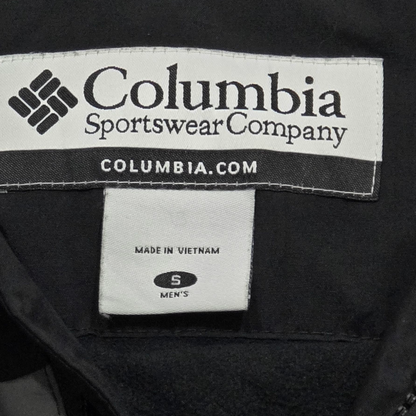 Columbia
Sportswear Company
COLUMBIA.COM
MADE IN VIETNAM
S
MEN'S